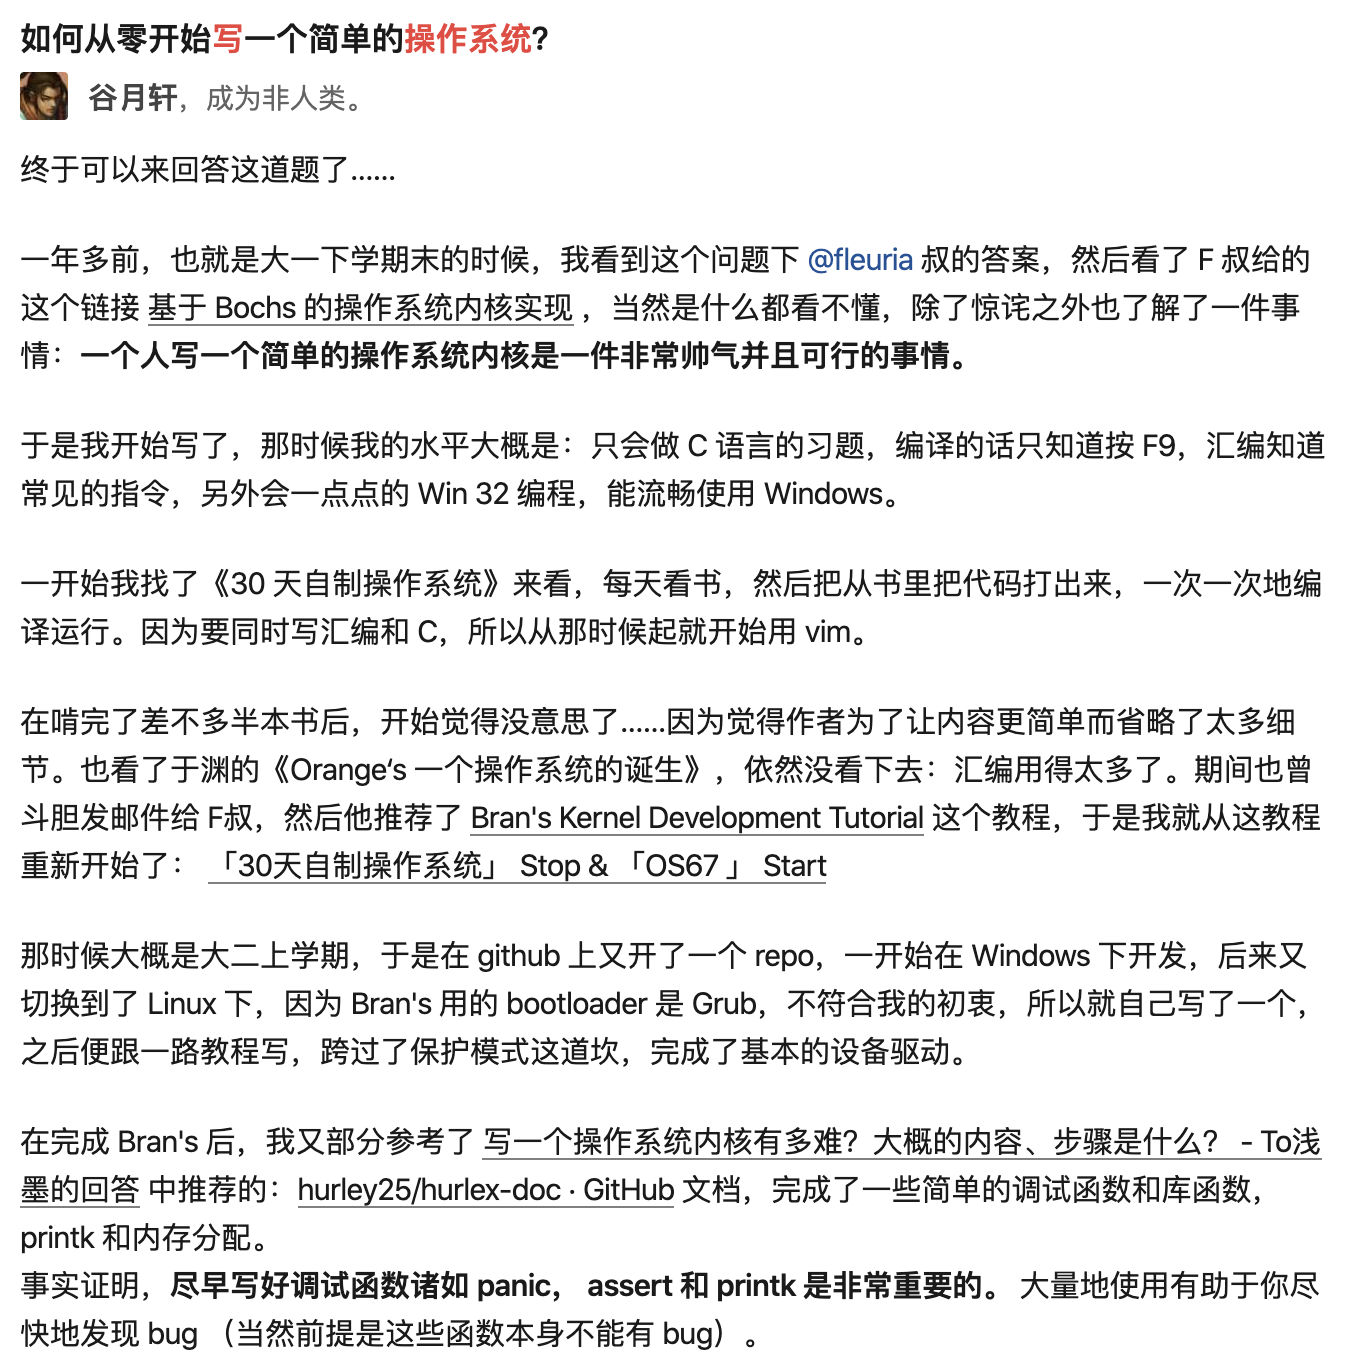 如何从零开始写一个简单的操作系统?
谷月轩，成为非人类。
终于可以来回答这道题了......
一年多前，也就是大一下学期末的时候，我看到这个问题下 @fleuria 叔的答案，然后看了 F 叔给的
这个链接 基于 Bochs 的操作系统内核实现 ，当然是什么都看不懂，除了惊诧之外也了解了一件事
情：一个人写一个简单的操作系统内核是一件非常帅气并且可行的事情。
于是我开始写了，那时候我的水平大概是：只会做 C 语言的习题，编译的话只知道按 F9，汇编知道
常见的指令，另外会一点点的 Win 32 编程，能流畅使用 Windows。
一开始我找了《30 天自制操作系统》来看，每天看书，然后把从书里把代码打出来，一次一次地编
译运行。因为要同时写汇编和 C，所以从那时候起就开始用 vim。
在啃完了差不多半本书后，开始觉得没意思了......因为觉得作者为了让内容更简单而省略了太多细
节。也看了于渊的《Orange‘s 一个操作系统的诞生》，依然没看下去：汇编用得太多了。期间也曾
斗胆发邮件给 F叔，然后他推荐了 Bran's Kernel Development Tutorial 这个教程，于是我就从这教程
重新开始了： 「30天自制操作系统」 Stop & 「OS67 」 Start
那时候大概是大二上学期，于是在 github 上又开了一个 repo，一开始在 Windows 下开发，后来又
切换到了 Linux 下，因为 Bran's 用的 bootloader 是 Grub，不符合我的初衷，所以就自己写了一个，
之后便跟一路教程写，跨过了保护模式这道坎，完成了基本的设备驱动。
在完成 Bran's 后，我又部分参考了 写一个操作系统内核有多难？大概的内容、步骤是什么？ - To浅
墨的回答 中推荐的：hurley25/hurlex-doc · GitHub 文档，完成了一些简单的调试函数和库函数，
printk 和内存分配。
事实证明，尽早写好调试函数诸如 panic， assert 和 printk 是非常重要的。 大量地使用有助于你尽
快地发现 bug （当然前提是这些函数本身不能有 bug）。